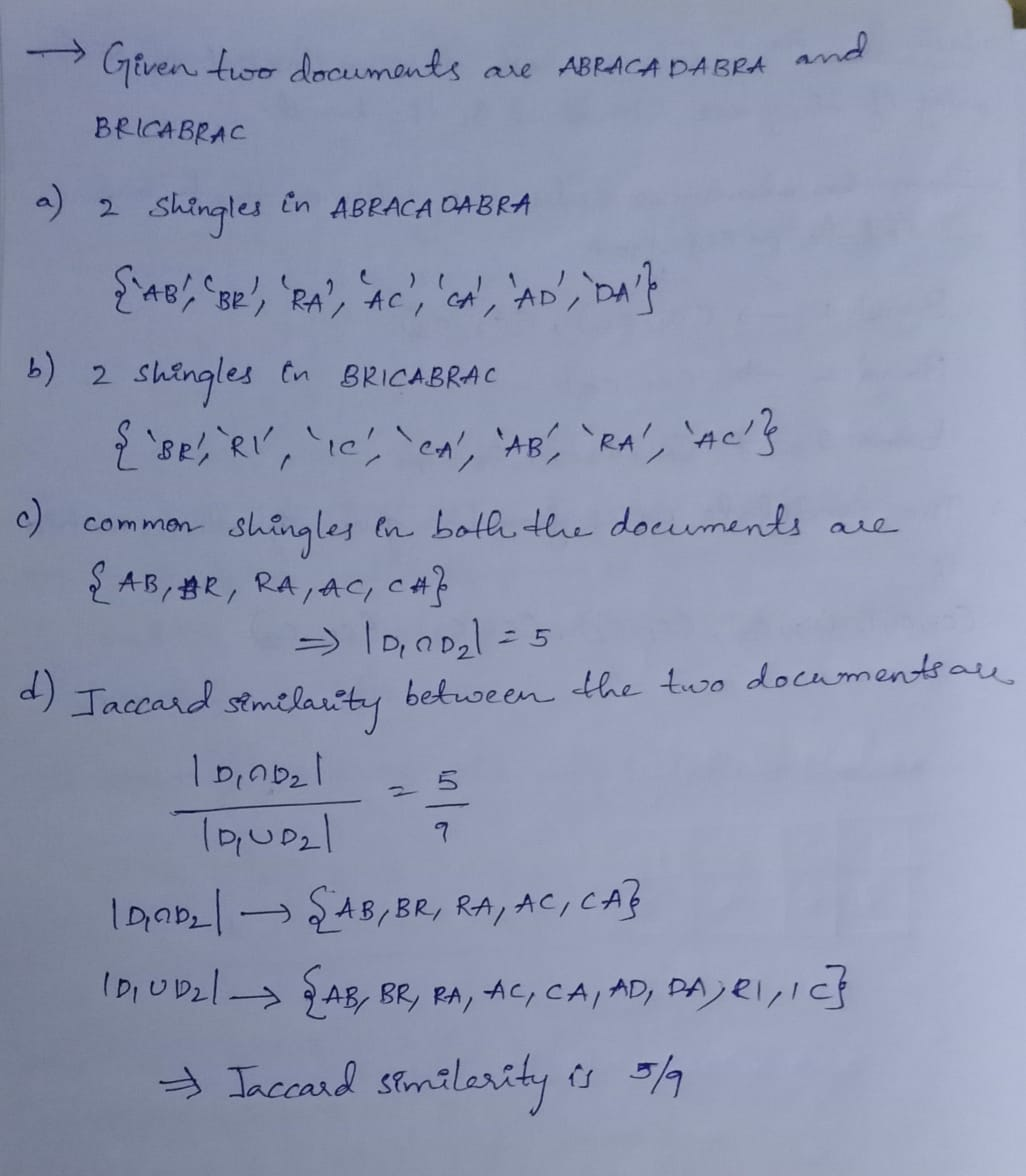 → Given two documents are ABRACADABRA and
BRICABRAC
a) 2 shingles in ABRACADABRA
{'AB', 'BR', 'RA', 'AC', 'CA', 'AD', 'DA'}
b) 2 shingles in BRICABRAC
{'BR', 'RI', 'IC', 'CA', 'AB', 'RA', 'AC'}
c) common shingles in both the documents are
{AB, BR, RA, AC, CA}
⇒ |D₁∩D₂| = 5
d) Jaccard similarity between the two documents are
|D₁∩D₂| / |D₁∪D₂| = 5/9
|D₁∩D₂| → {AB, BR, RA, AC, CA}
|D₁∪D₂| → {AB, BR, RA, AC, CA, AD, DA, RI, IC}
⇒ Jaccard similarity is 5/9